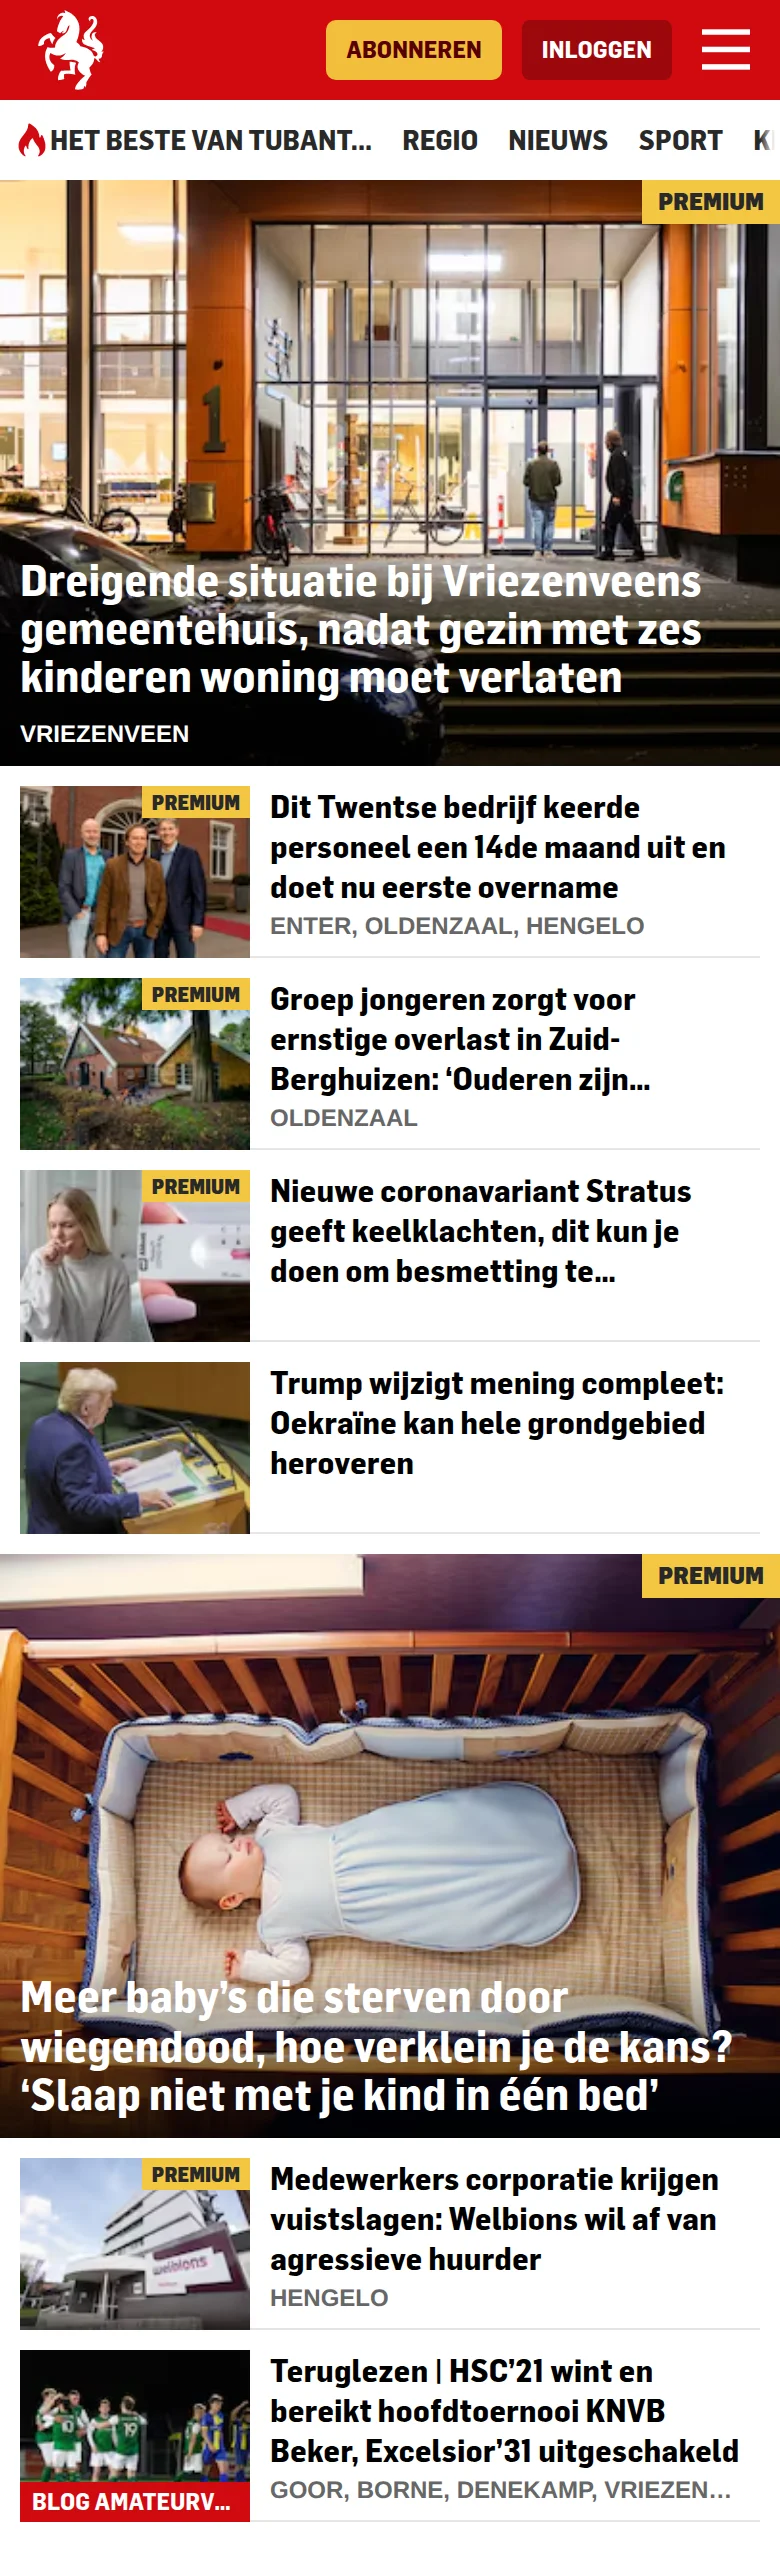 ABONNEREN
INLOGGEN
HET BESTE VAN TUBANT...
REGIO
NIEUWS
SPORT
K
PREMIUM
1
Dreigende situatie bij Vriezenveens
gemeentehuis, nadat gezin met zes
kinderen woning moet verlaten
VRIEZENVEEN
PREMIUM
Dit Twentse bedrijf keerde
personeel een 14de maand uit en
doet nu eerste overname
ENTER, OLDENZAAL, HENGELO
PREMIUM
Groep jongeren zorgt voor
ernstige overlast in Zuid-
Berghuizen: ‘Ouderen zijn...
OLDENZAAL
PREMIUM
Nieuwe coronavariant Stratus
geeft keelklachten, dit kun je
doen om besmetting te...
Trump wijzigt mening compleet:
Oekraïne kan hele grondgebied
heroveren
PREMIUM
Meer baby’s die sterven door
wiegendood, hoe verklein je de kans?
‘Slaap niet met je kind in één bed’
PREMIUM
welbions
Medewerkers corporatie krijgen
vuistslagen: Welbions wil af van
agressieve huurder
HENGELO
10
19
BLOG AMATEURV...
Teruglezen | HSC’21 wint en
bereikt hoofdtoernooi KNVB
Beker, Excelsior’31 uitgeschakeld
GOOR, BORNE, DENEKAMP, VRIEZEN...